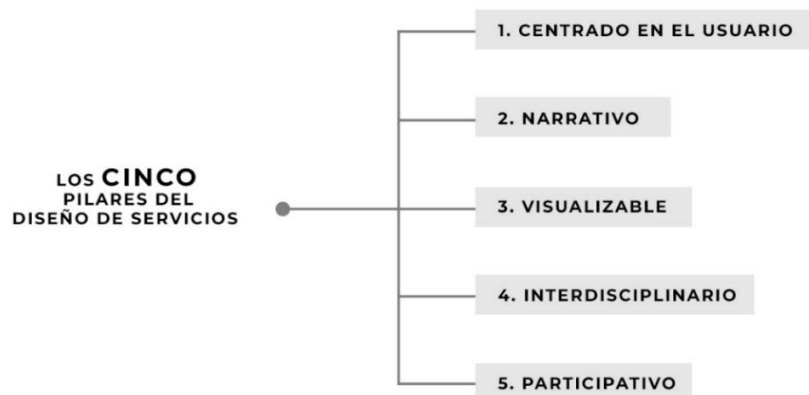 LOS CINCO
PILARES DEL
DISEÑO DE SERVICIOS
1. CENTRADO EN EL USUARIO
2. NARRATIVO
3. VISUALIZABLE
4. INTERDISCIPLINARIO
5. PARTICIPATIVO